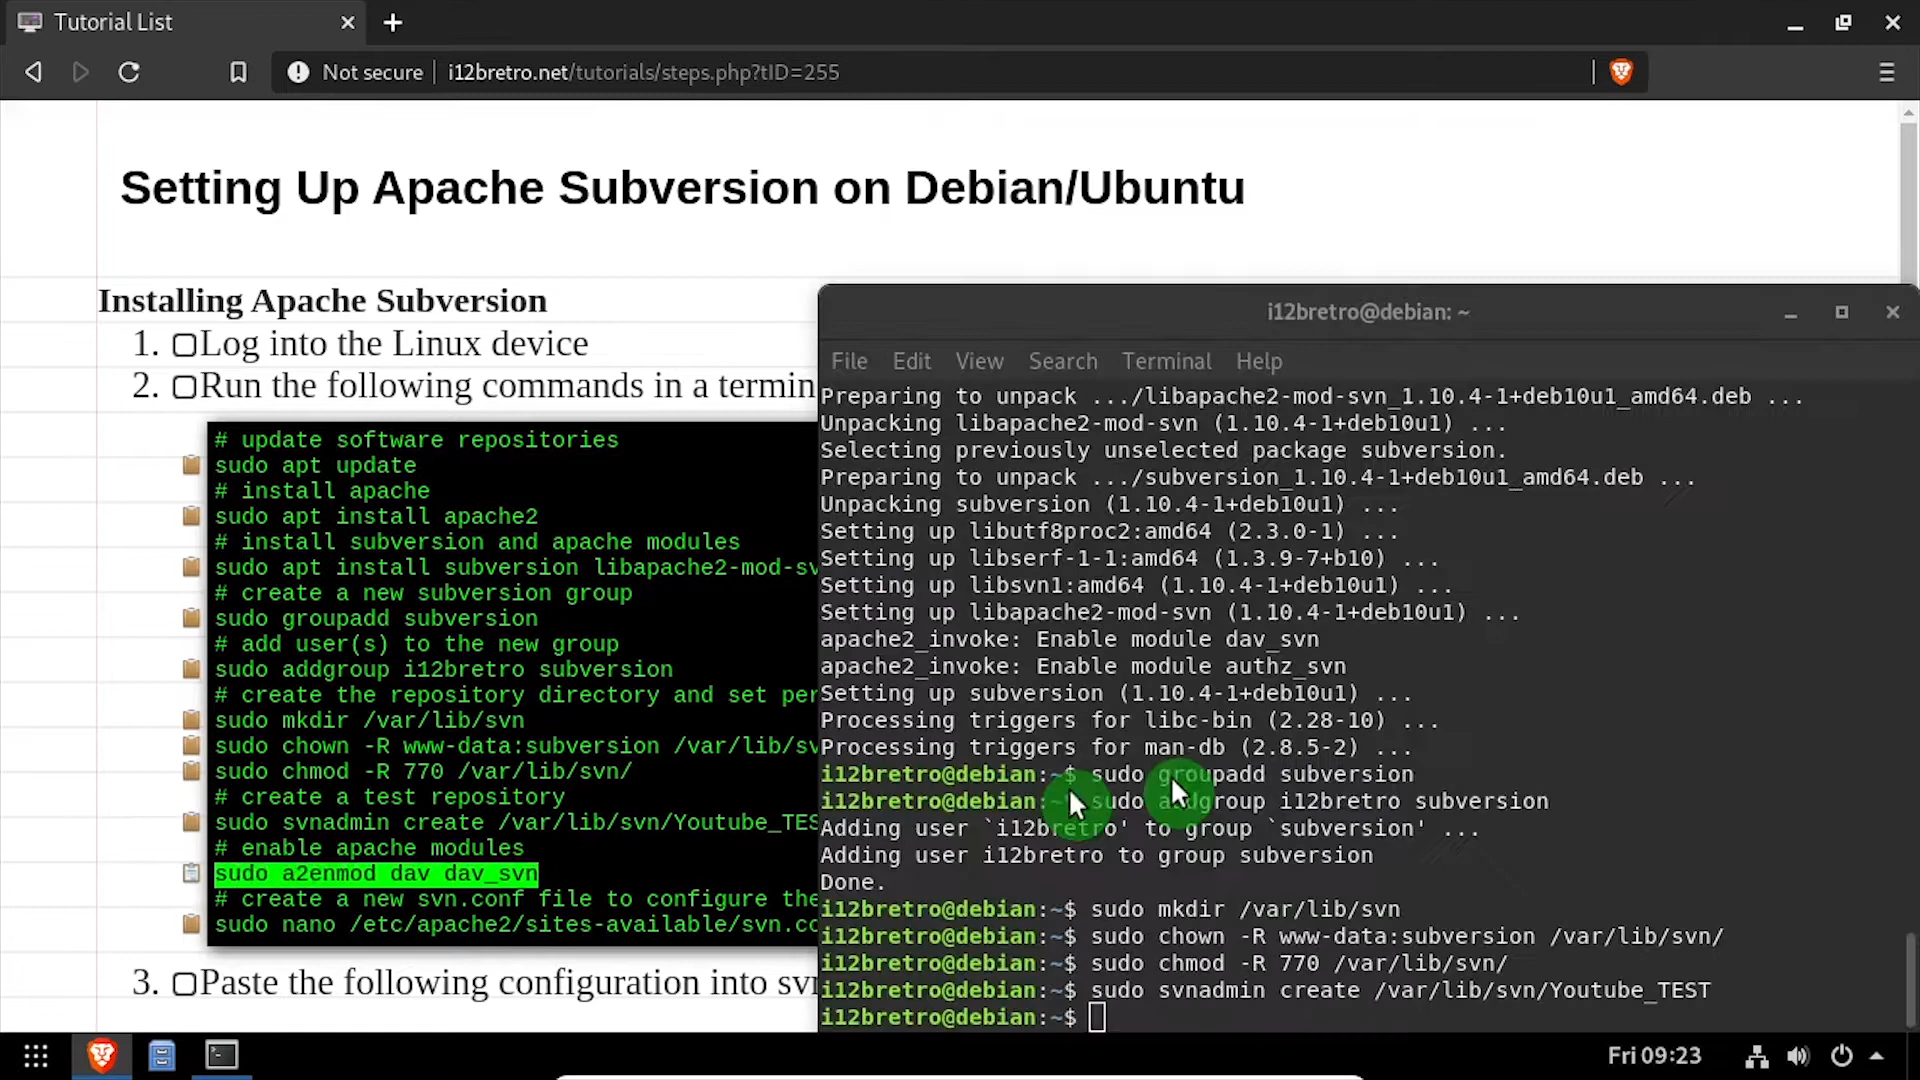 Tutorial List
Not secure
i12bretro.net/tutorials/steps.php?tID=255
Setting Up Apache Subversion on Debian/Ubuntu
Installing Apache Subversion
1. Log into the Linux device
2. Run the following commands in a termin
# update software repositories
sudo apt update
# install apache
sudo apt install apache2
# install subversion and apache modules
sudo apt install subversion libapache2-mod-sv
# create a new subversion group
sudo groupadd subversion
# add user(s) to the new group
sudo addgroup i12bretro subversion
# create the repository directory and set per
sudo mkdir /var/lib/svn
sudo chown -R www-data:subversion /var/lib/sv
sudo chmod -R 770 /var/lib/svn/
# create a test repository
sudo svnadmin create /var/lib/svn/Youtube_TES
# enable apache modules
sudo a2enmod dav dav_svn
# create a new svn.conf file to configure the
sudo nano /etc/apache2/sites-available/svn.co
3. Paste the following configuration into sv
i12bretro@debian: ~
File Edit View Search Terminal Help
Preparing to unpack .../libapache2-mod-svn_1.10.4-1+deb10u1_amd64.deb ...
Unpacking libapache2-mod-svn (1.10.4-1+deb10u1) ...
Selecting previously unselected package subversion.
Preparing to unpack .../subversion_1.10.4-1+deb10u1_amd64.deb ...
Unpacking subversion (1.10.4-1+deb10u1) ...
Setting up libutf8proc2:amd64 (2.3.0-1) ...
Setting up libserf-1-1:amd64 (1.3.9-7+b10) ...
Setting up libsvn1:amd64 (1.10.4-1+deb10u1) ...
Setting up libapache2-mod-svn (1.10.4-1+deb10u1) ...
apache2_invoke: Enable module dav_svn
apache2_invoke: Enable module authz_svn
Setting up subversion (1.10.4-1+deb10u1) ...
Processing triggers for libc-bin (2.28-10) ...
Processing triggers for man-db (2.8.5-2) ...
i12bretro@debian:~$ sudo groupadd subversion
i12bretro@debian:~$ sudo addgroup i12bretro subversion
Adding user `i12bretro' to group `subversion' ...
Adding user i12bretro to group subversion
Done.
i12bretro@debian:~$ sudo mkdir /var/lib/svn
i12bretro@debian:~$ sudo chown -R www-data:subversion /var/lib/svn/
i12bretro@debian:~$ sudo chmod -R 770 /var/lib/svn/
i12bretro@debian:~$ sudo svnadmin create /var/lib/svn/Youtube_TEST
i12bretro@debian:~$
Fri 09:23